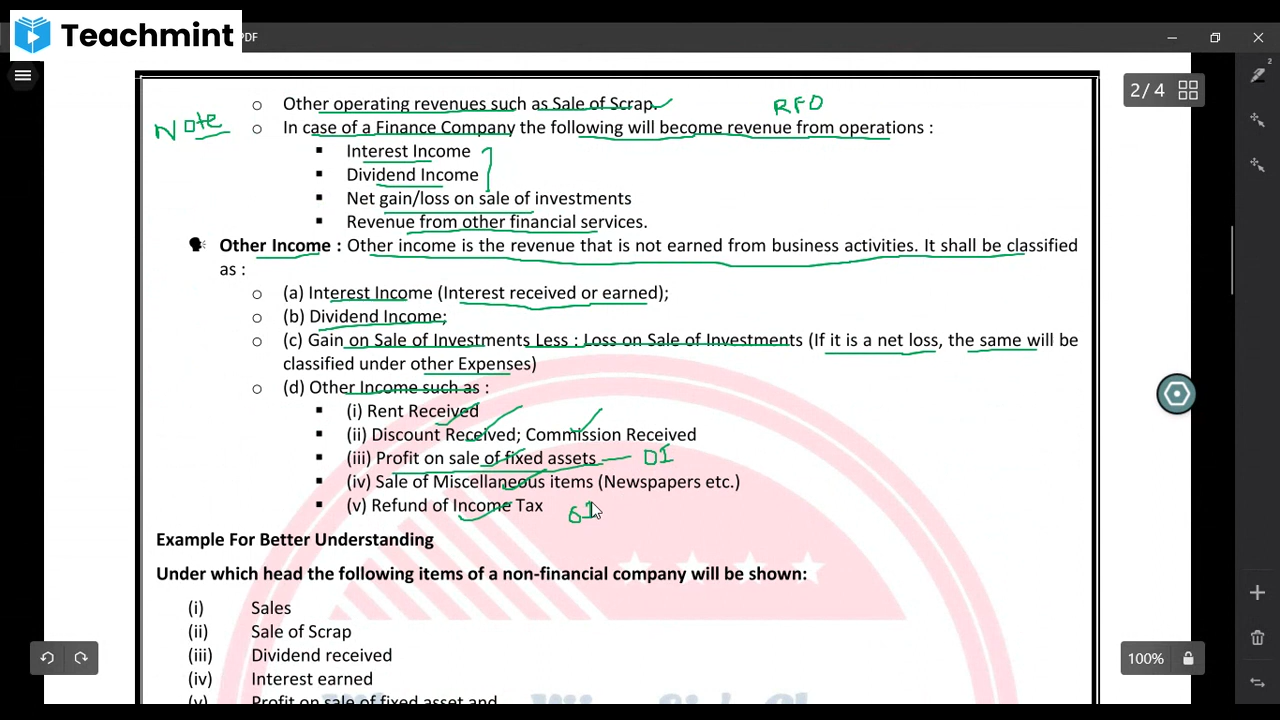 Teachmint
PDF
2
2/4
Other operating revenues such as Sale of Scrap.
RFO
Note
In case of a Finance Company the following will become revenue from operations :
Interest Income
Dividend Income
Net gain/loss on sale of investments
Revenue from other financial services.
Other Income : Other income is the revenue that is not earned from business activities. It shall be classified
as :
(a) Interest Income (Interest received or earned);
(b) Dividend Income;
(c) Gain on Sale of Investments Less : Loss on Sale of Investments (If it is a net loss, the same will be
classified under other Expenses)
(d) Other Income such as :
(i) Rent Received
(ii) Discount Received; Commission Received
(iii) Profit on sale of fixed assets
OI
(iv) Sale of Miscellaneous items (Newspapers etc.)
(v) Refund of Income Tax
OI
Example For Better Understanding
Under which head the following items of a non-financial company will be shown:
(i) Sales
(ii) Sale of Scrap
(iii) Dividend received
(iv) Interest earned
(v) Profit on sale of fixed asset and
100%